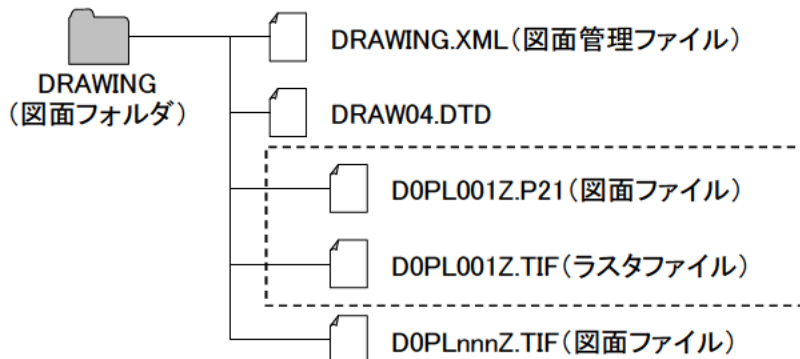 DRAWING.XML(図面管理ファイル)
DRAWING
(図面フォルダ)
DRAW04.DTD
D0PL001Z.P21(図面ファイル)
D0PL001Z.TIF(ラスタファイル)
D0PLnnnZ.TIF(図面ファイル)